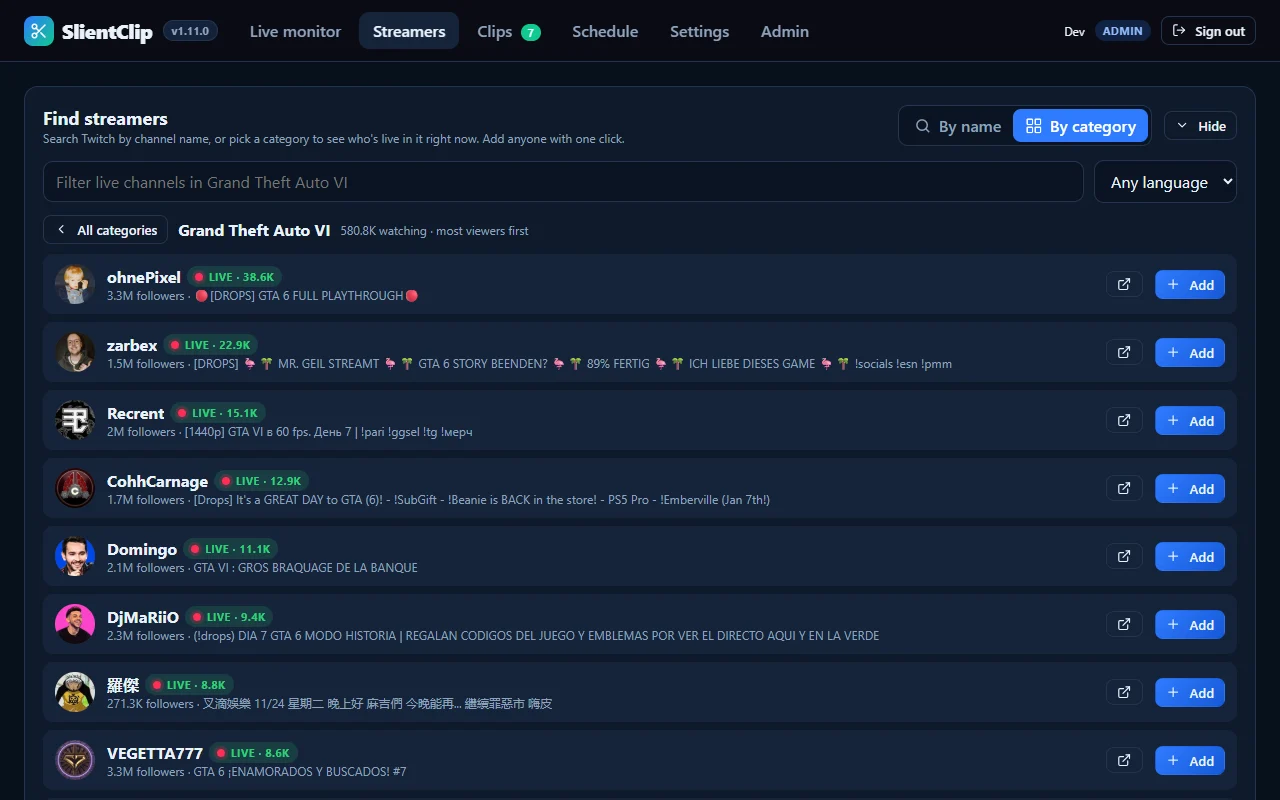 SlientClip v1.11.0 Live monitor Streamers Clips 7 Schedule Settings Admin Dev ADMIN Sign out
Find streamers
Search Twitch by channel name, or pick a category to see who's live in it right now. Add anyone with one click.
By name By category Hide
Filter live channels in Grand Theft Auto VI Any language
All categories Grand Theft Auto VI 580.8K watching · most viewers first
ohnePixel LIVE · 38.6K
3.3M followers · 🔴[DROPS] GTA 6 FULL PLAYTHROUGH🔴
Add
zarbex LIVE · 22.9K
1.5M followers · [DROPS] 🦩 🌴 MR. GEIL STREAMT 🦩 🌴 GTA 6 STORY BEENDEN? 🦩 🌴 89% FERTIG 🦩 🌴 ICH LIEBE DIESES GAME 🦩 🌴 !socials !esn !pmm
Add
Recrent LIVE · 15.1K
2M followers · [1440p] GTA VI в 60 fps. День 7 | !pari !ggsel !tg !мерч
Add
CohhCarnage LIVE · 12.9K
1.7M followers · [Drops] It's a GREAT DAY to GTA (6)! - !SubGift - !Beanie is BACK in the store! - PS5 Pro - !Emberville (Jan 7th!)
Add
Domingo LIVE · 11.1K
2.1M followers · GTA VI : GROS BRAQUAGE DE LA BANQUE
Add
DjMaRiiO LIVE · 9.4K
2.3M followers · (!drops) DIA 7 GTA 6 MODO HISTORIA | REGALAN CODIGOS DEL JUEGO Y EMBLEMAS POR VER EL DIRECTO AQUI Y EN LA VERDE
Add
羅傑 LIVE · 8.8K
271.3K followers · 叉滴娛樂 11/24 星期二 晚上好 麻吉們 今晚能再... 繼續罪惡市 嗨皮
Add
VEGETTA777 LIVE · 8.6K
3.3M followers · GTA 6 ¡ENAMORADOS Y BUSCADOS! #7
Add